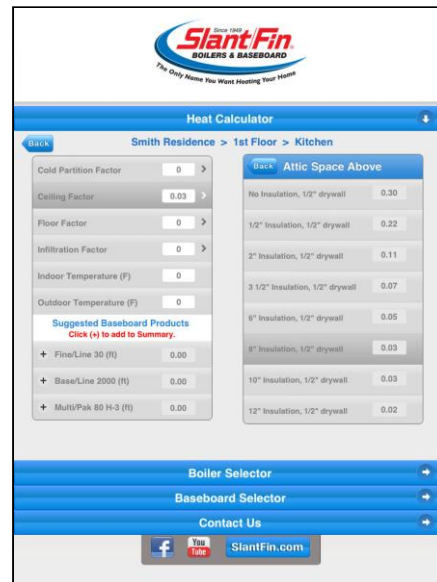 Since 1949
Slant/Fin®
BOILERS & BASEBOARD
The Only Name You Want Heating Your Home
Heat Calculator
Back
Smith Residence > 1st Floor > Kitchen
Cold Partition Factor 0 >
Ceiling Factor 0.03 >
Floor Factor 0 >
Infiltration Factor 0 >
Indoor Temperature (F) 0
Outdoor Temperature (F) 0
Suggested Baseboard Products
Click (+) to add to Summary.
+ Fine/Line 30 (ft) 0.00
+ Base/Line 2000 (ft) 0.00
+ Multi/Pak 80 H-3 (ft) 0.00
Back Attic Space Above
No Insulation, 1/2" drywall 0.30
1/2" Insulation, 1/2" drywall 0.22
2" Insulation, 1/2" drywall 0.11
3 1/2" Insulation, 1/2" drywall 0.07
6" Insulation, 1/2" drywall 0.05
8" Insulation, 1/2" drywall 0.03
10" Insulation, 1/2" drywall 0.03
12" Insulation, 1/2" drywall 0.02
Boiler Selector
Baseboard Selector
Contact Us
f
You Tube
SlantFin.com